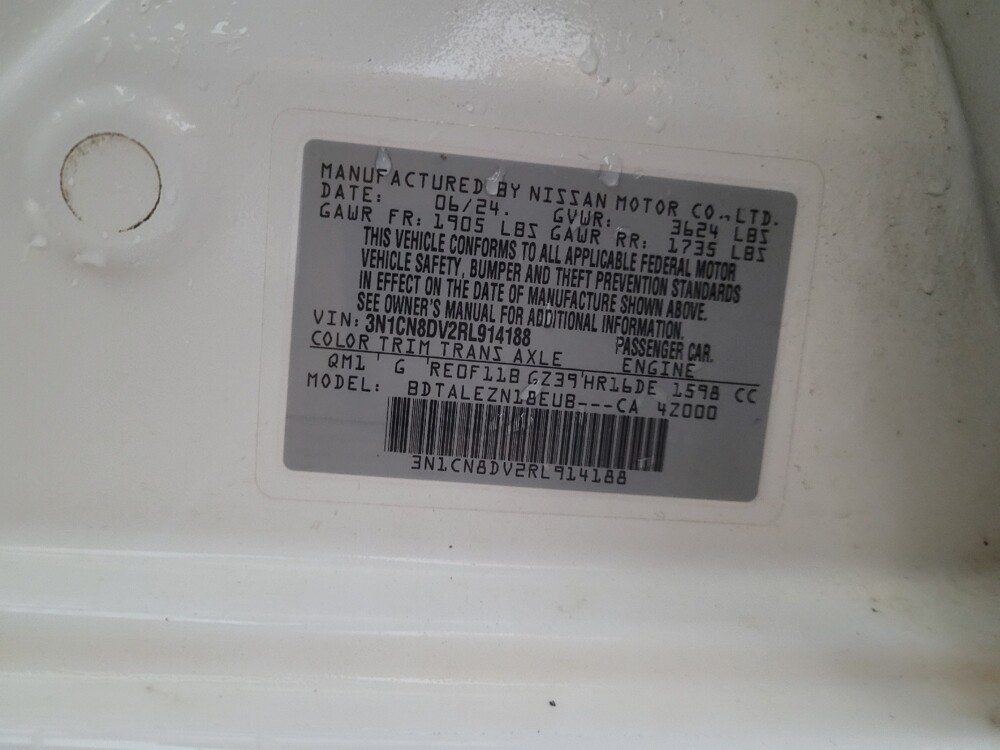 MANUFACTURED BY NISSAN MOTOR CO., LTD.
DATE: 06/24. GVWR: 3624 LBS
GAWR FR: 1905 LBS GAWR RR: 1735 LBS
THIS VEHICLE CONFORMS TO ALL APPLICABLE FEDERAL MOTOR
VEHICLE SAFETY, BUMPER AND THEFT PREVENTION STANDARDS
IN EFFECT ON THE DATE OF MANUFACTURE SHOWN ABOVE.
SEE OWNER'S MANUAL FOR ADDITIONAL INFORMATION.
VIN: 3N1CN8DV2RL914188 PASSENGER CAR.
COLOR TRIM TRANS AXLE ENGINE
QM1 ' G 'RE0F11B GZ39'HR16DE 1598 CC
MODEL: BDTALEZN18EUB---CA 42000
3N1CN8DV2RL914188